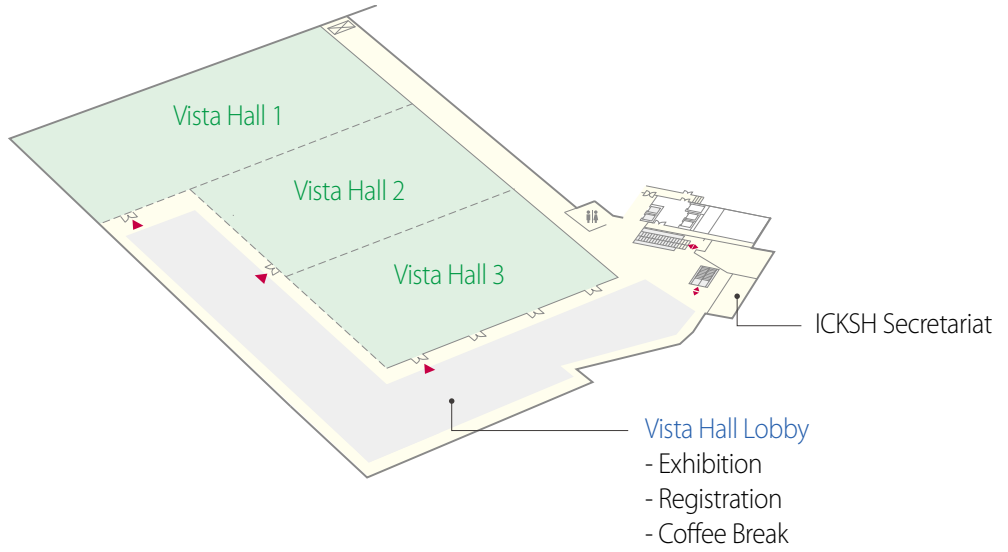 Vista Hall 1
Vista Hall 2
Vista Hall 3
ICKSH Secretariat
Vista Hall Lobby
- Exhibition
- Registration
- Coffee Break